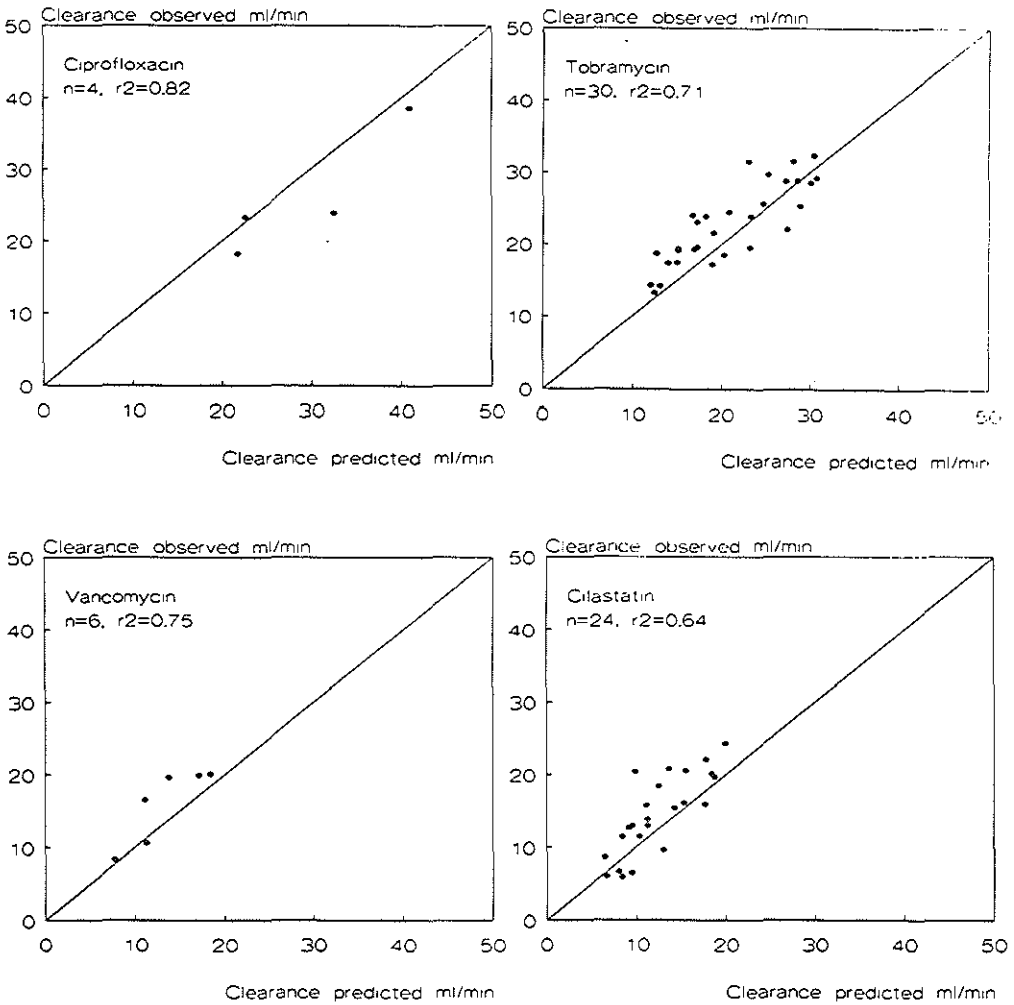 Clearance observed ml/min
50
Ciprofloxacin
n=4, r2=0.82
40
30
20
10
0
0 10 20 30 40 50
Clearance predicted ml/min
Clearance observed ml/min
50
Tobramycin
n=30, r2=0.71
40
30
20
10
0
0 10 20 30 40 50
Clearance predicted ml/min
Clearance observed ml/min
50
Vancomycin
n=6, r2=0.75
40
30
20
10
0
0 10 20 30 40 50
Clearance predicted ml/min
Clearance observed ml/min
50
Cilastatin
n=24, r2=0.64
40
30
20
10
0
0 10 20 30 40 50
Clearance predicted ml/min